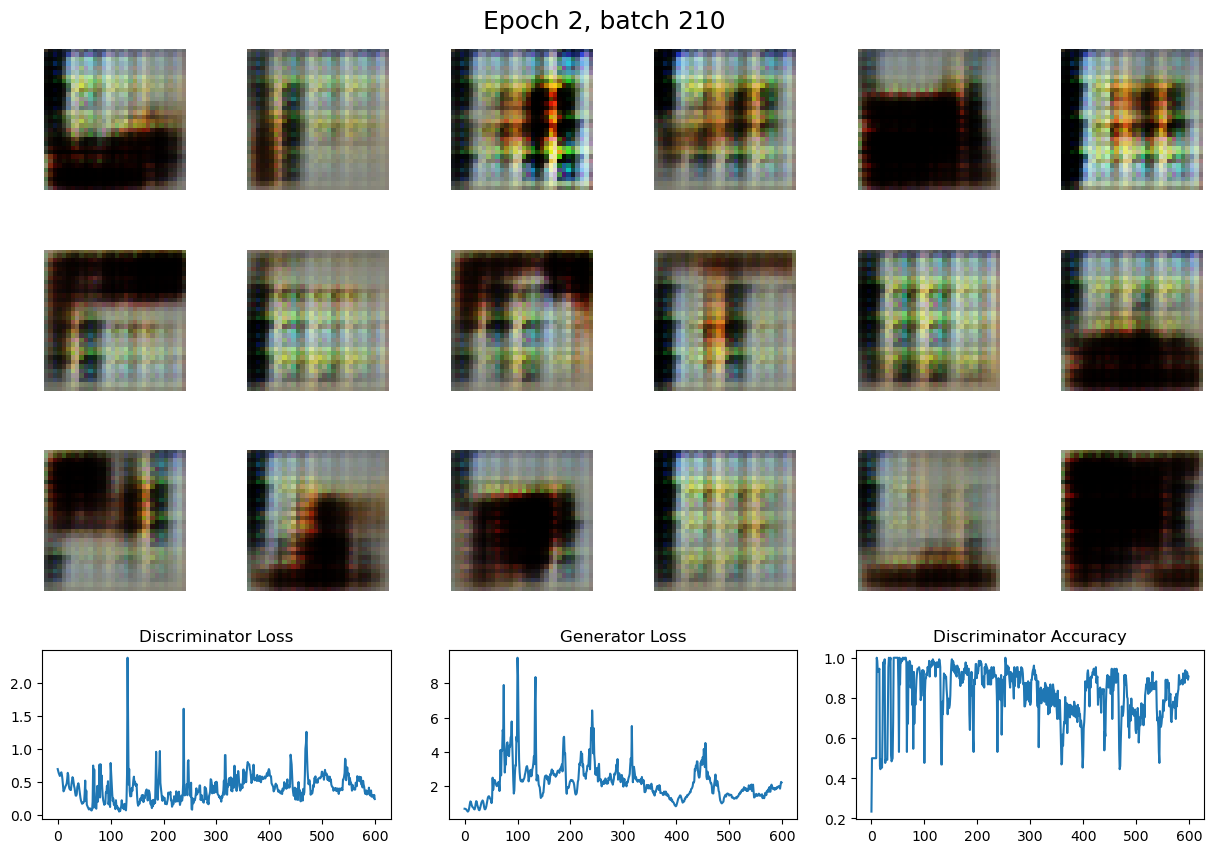 Epoch 2, batch 210
Discriminator Loss
Generator Loss
Discriminator Accuracy
2.0
1.5
1.0
0.5
0.0
0 100 200 300 400 500 600
8
6
4
2
0 100 200 300 400 500 600
1.0
0.8
0.6
0.4
0.2
0 100 200 300 400 500 600